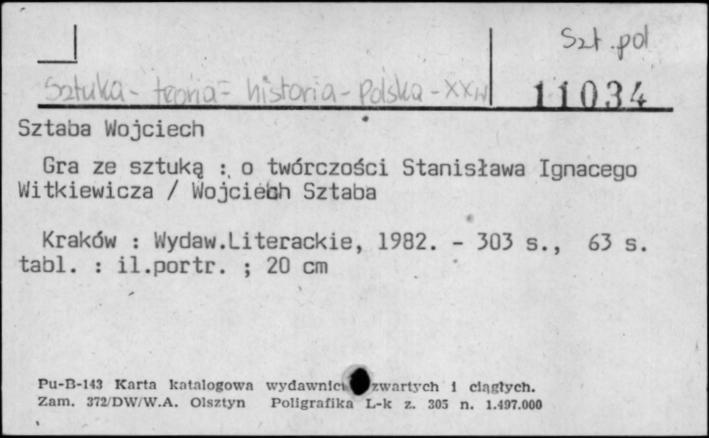 Szt.pol
Sztuka - teoria - historia - Polska - XX w
11034
Sztaba Wojciech
Gra ze sztuką : o twórczości Stanisława Ignacego
Witkiewicza / Wojciech Sztaba
Kraków : Wydaw.Literackie, 1982. - 303 s., 63 s.
tabl. : il.portr. ; 20 cm
Pu-B-143 Karta katalogowa zwartych i ciągłych.
Zam. 372/DW/W.A. Olsztyn Poligrafika L-k z. 305 n. 1.497.000